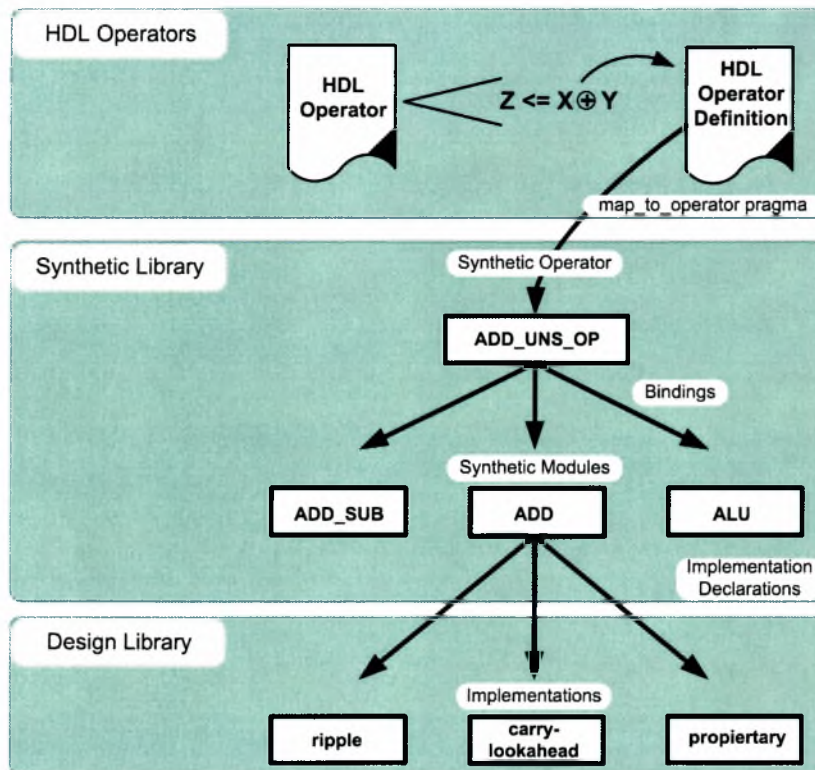 HDL Operators
HDL
Operator
Z <= X ⊕ Y
HDL
Operator
Definition
map_to_operator pragma
Synthetic Library
Synthetic Operator
ADD_UNS_OP
Bindings
Synthetic Modules
ADD_SUB
ADD
ALU
Implementation
Declarations
Design Library
Implementations
ripple
carry-
lookahead
propiertary